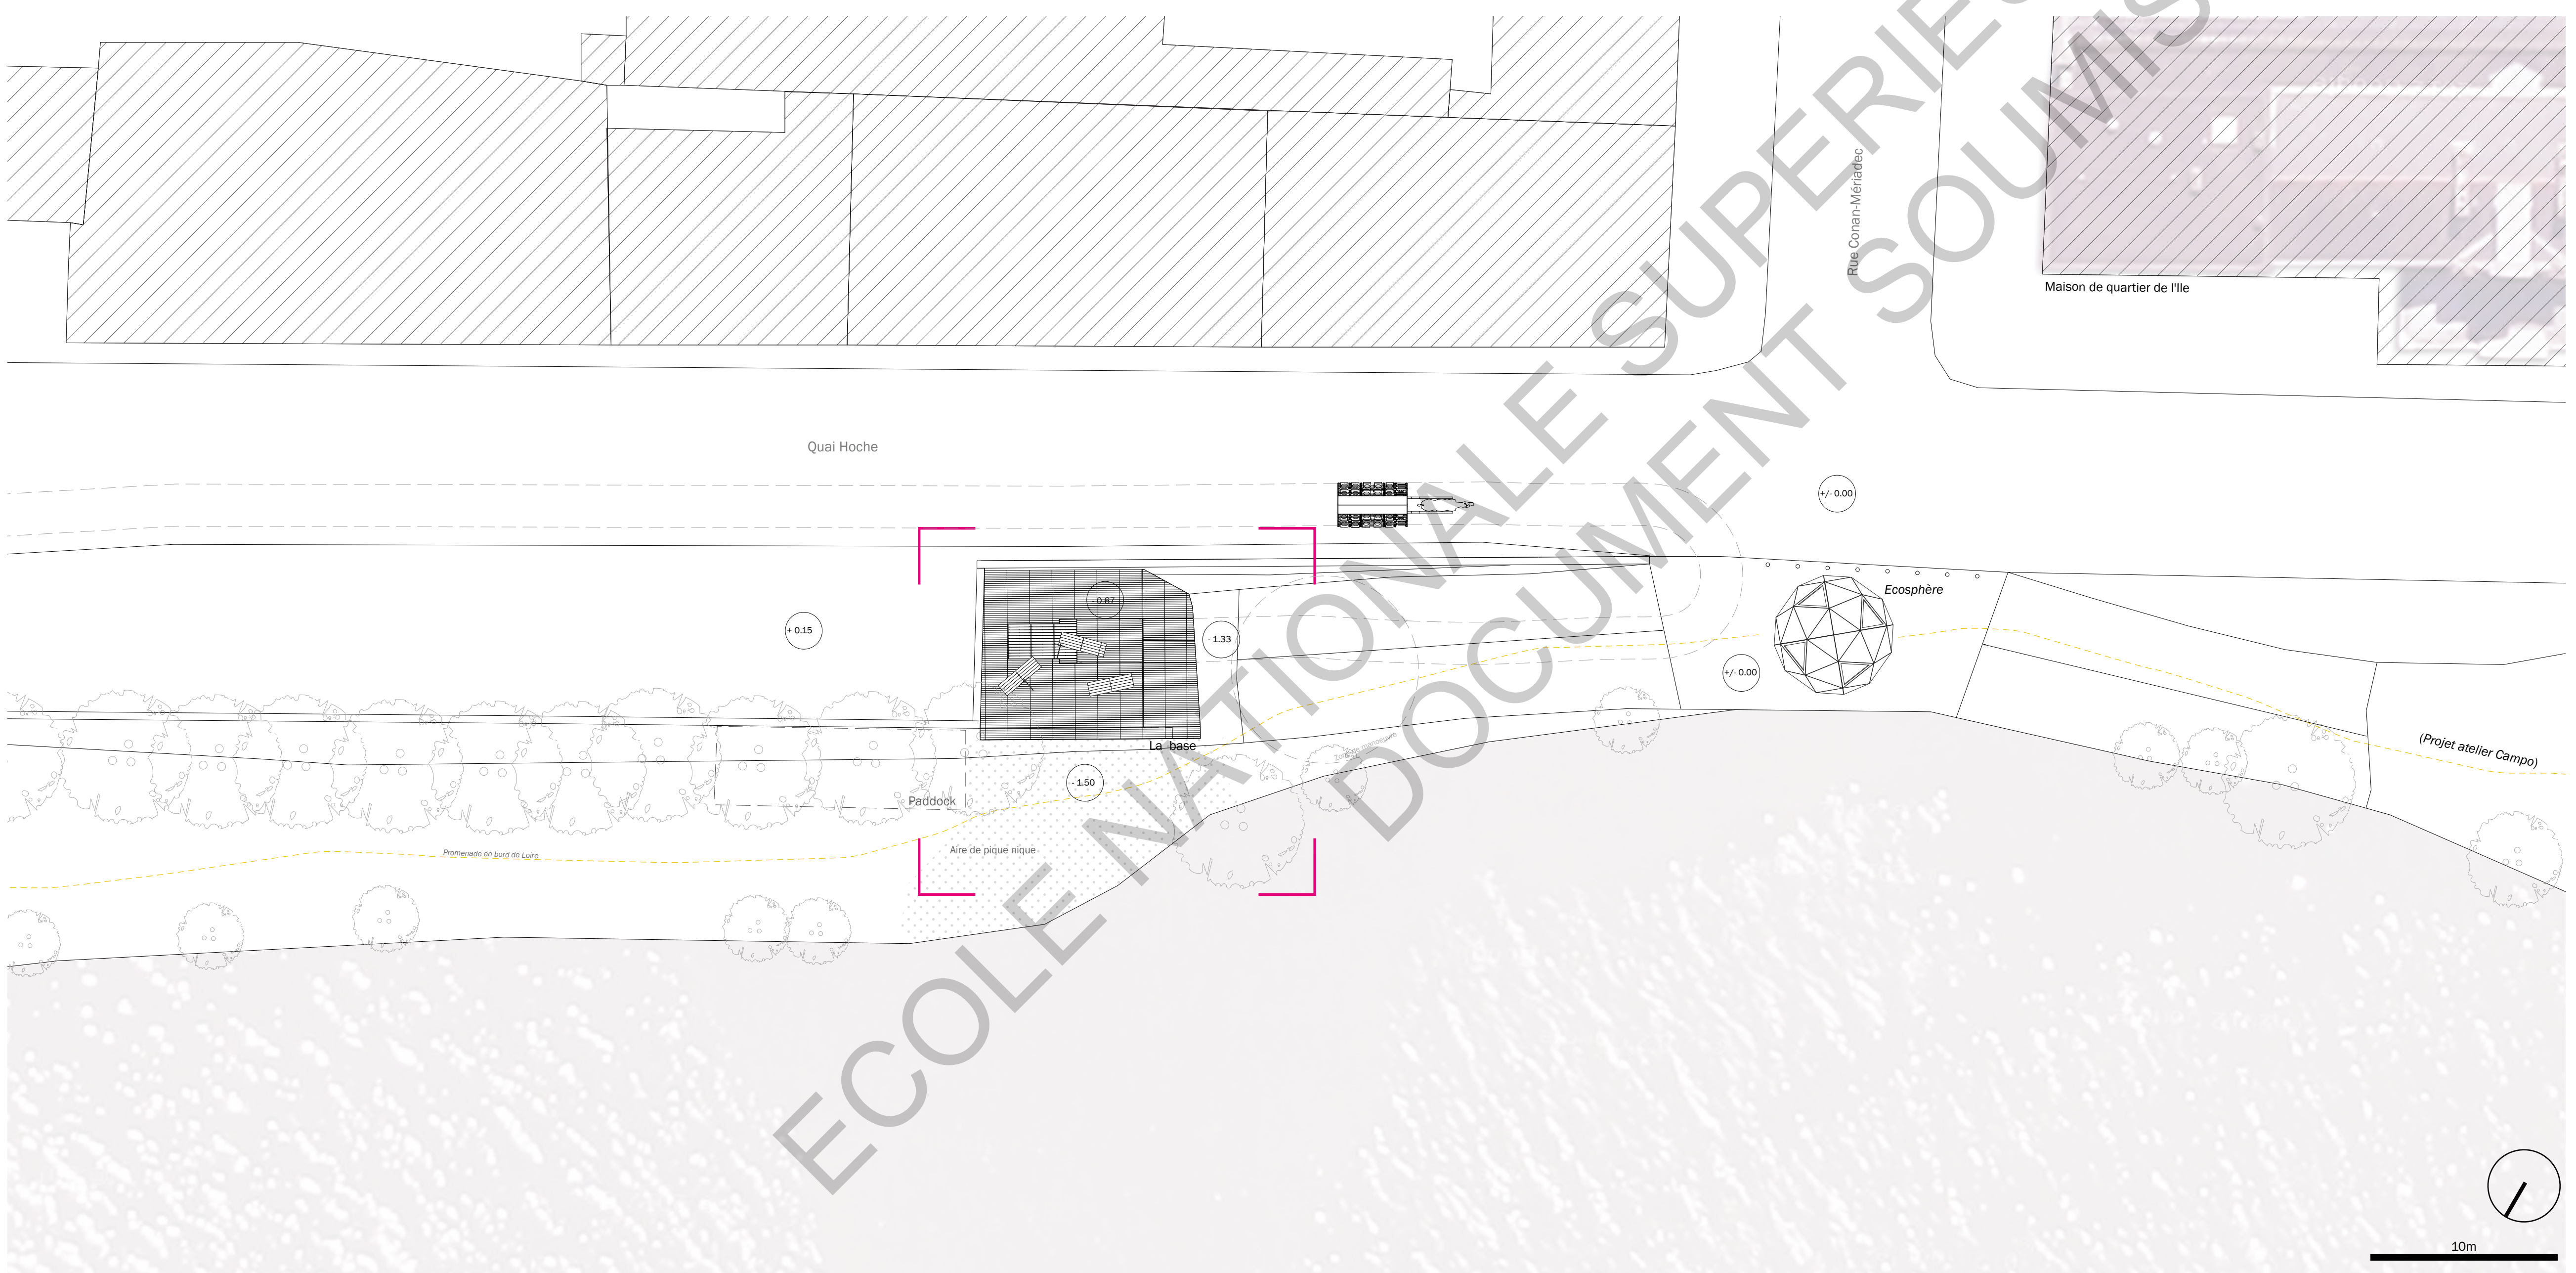 ECOLE NATIONALE SUPERIEU
DOCUMENT SOUMIS
Rue Conan-Mériadec
Maison de quartier de l'Ile
Quai Hoche
+/- 0.00
Ecosphère
- 0.67
+ 0.15
- 1.33
+/- 0.00
La base
(Projet atelier Campo)
- 1.50
Paddock
Aire de pique nique
Promenade en bord de Loire
10m